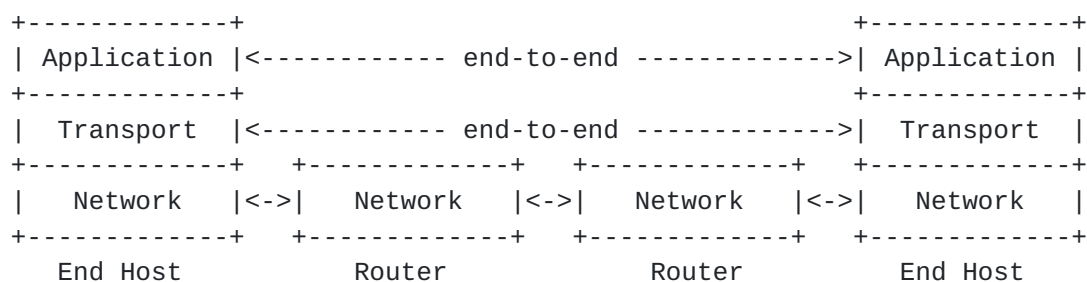 +-------------+                                       +-------------+
| Application |<------------ end-to-end ------------->| Application |
+-------------+                                       +-------------+
|  Transport  |<------------ end-to-end ------------->|  Transport  |
+-------------+   +-------------+   +-------------+   +-------------+
|   Network   |<->|   Network   |<->|   Network   |<->|   Network   |
+-------------+   +-------------+   +-------------+   +-------------+
   End Host           Router             Router          End Host